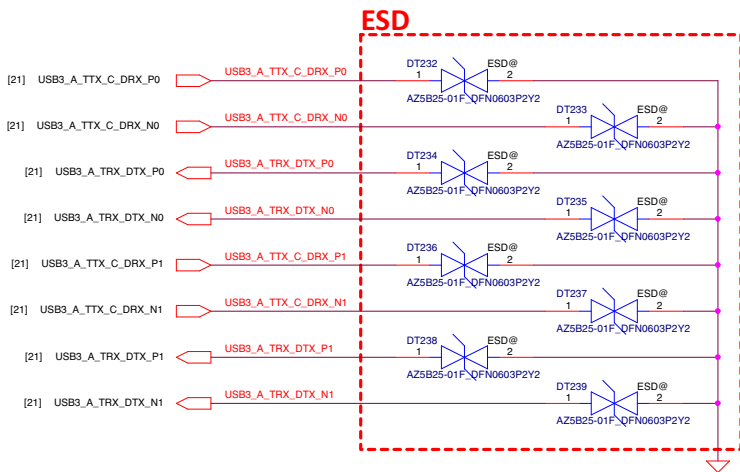 ESD
[21] USB3_A_TTX_C_DRX_P0 USB3_A_TTX_C_DRX_P0 DT232 ESD@
1 2
AZ5B25-01F_DFN0603P2Y2
[21] USB3_A_TTX_C_DRX_N0 USB3_A_TTX_C_DRX_N0 DT233 ESD@
1 2
AZ5B25-01F_DFN0603P2Y2
[21] USB3_A_TRX_DTX_P0 USB3_A_TRX_DTX_P0 DT234 ESD@
1 2
AZ5B25-01F_DFN0603P2Y2
[21] USB3_A_TRX_DTX_N0 USB3_A_TRX_DTX_N0 DT235 ESD@
1 2
AZ5B25-01F_DFN0603P2Y2
[21] USB3_A_TTX_C_DRX_P1 USB3_A_TTX_C_DRX_P1 DT236 ESD@
1 2
AZ5B25-01F_DFN0603P2Y2
[21] USB3_A_TTX_C_DRX_N1 USB3_A_TTX_C_DRX_N1 DT237 ESD@
1 2
AZ5B25-01F_DFN0603P2Y2
[21] USB3_A_TRX_DTX_P1 USB3_A_TRX_DTX_P1 DT238 ESD@
1 2
AZ5B25-01F_DFN0603P2Y2
[21] USB3_A_TRX_DTX_N1 USB3_A_TRX_DTX_N1 DT239 ESD@
1 2
AZ5B25-01F_DFN0603P2Y2